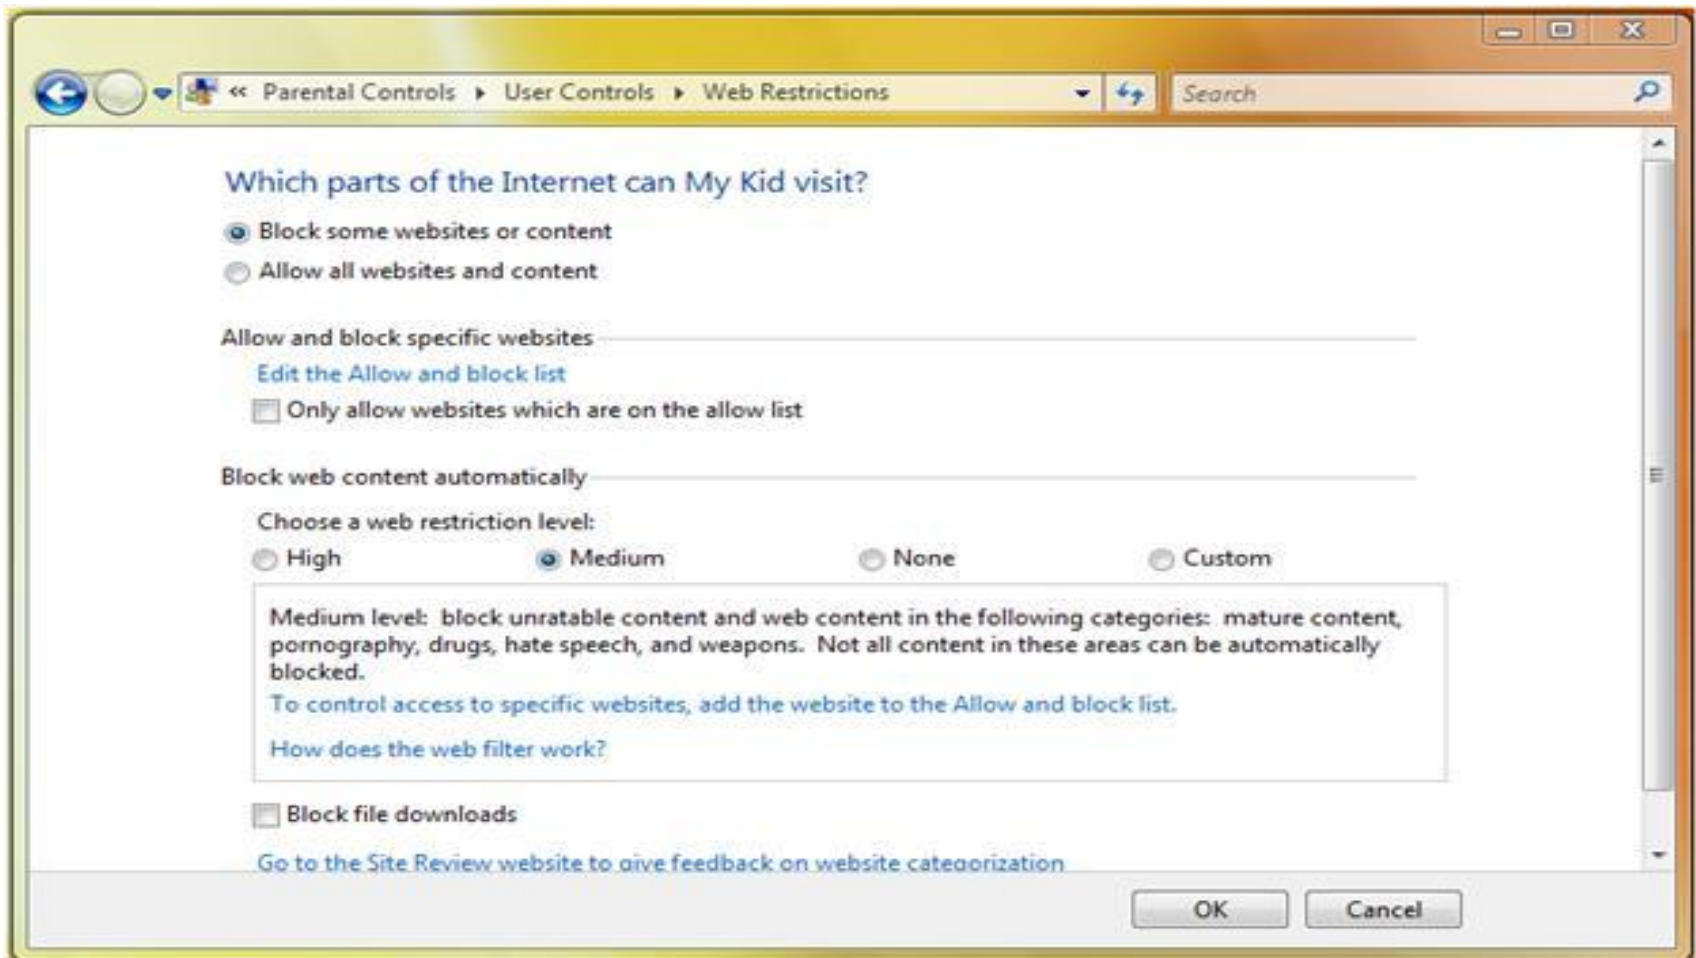 « Parental Controls ▸ User Controls ▸ Web Restrictions
Search
Which parts of the Internet can My Kid visit?
Block some websites or content
Allow all websites and content
Allow and block specific websites
Edit the Allow and block list
Only allow websites which are on the allow list
Block web content automatically
Choose a web restriction level:
High Medium None Custom
Medium level: block unratable content and web content in the following categories: mature content,
pornography, drugs, hate speech, and weapons. Not all content in these areas can be automatically
blocked.
To control access to specific websites, add the website to the Allow and block list.
How does the web filter work?
Block file downloads
Go to the Site Review website to give feedback on website categorization
OK Cancel